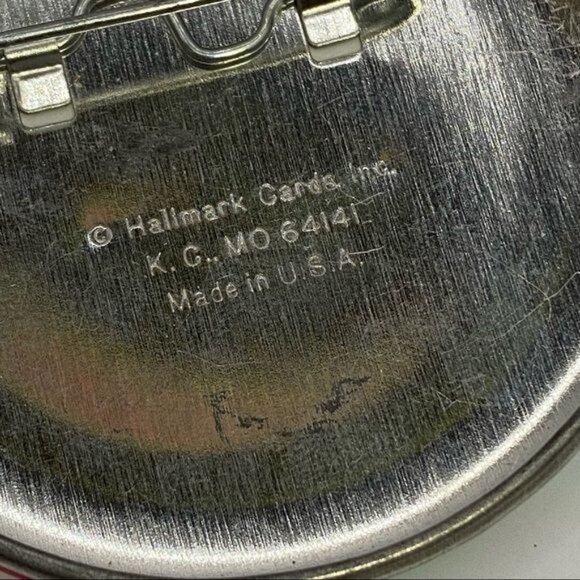 © Hallmark Cards, Inc.
K. C., MO 64141
Made in U.S.A.